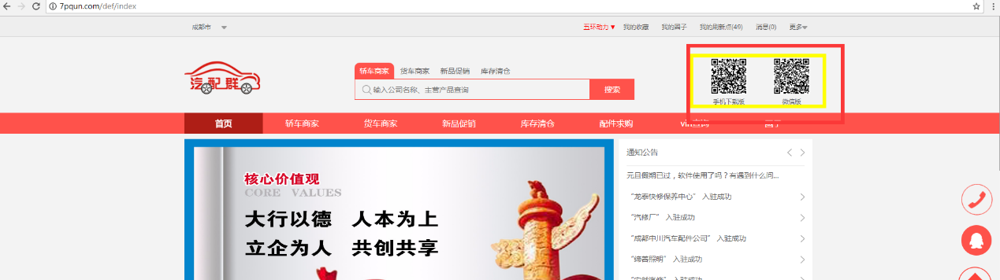 7pqun.com/def/index
成都市
五环动力▼ 我的收藏 我的圈子 我的刷新点(49) 消息(0) 更多
汽配群
轿车商家 货车商家 新品促销 库存清仓
输入公司名称、主营产品查询 搜索
手机下载版 微信版
首页 轿车商家 货车商家 新品促销 库存清仓 配件求购
核心价值观
CORE VALUES
大行以德 人本为上
立企为人 共创共享
通知公告
元旦假期已过，软件使用了吗？有遇到什么问...
“龙泰快修保养中心” 入驻成功
“汽修厂” 入驻成功
“成都中川汽车配件公司” 入驻成功
“缔善照明” 入驻成功